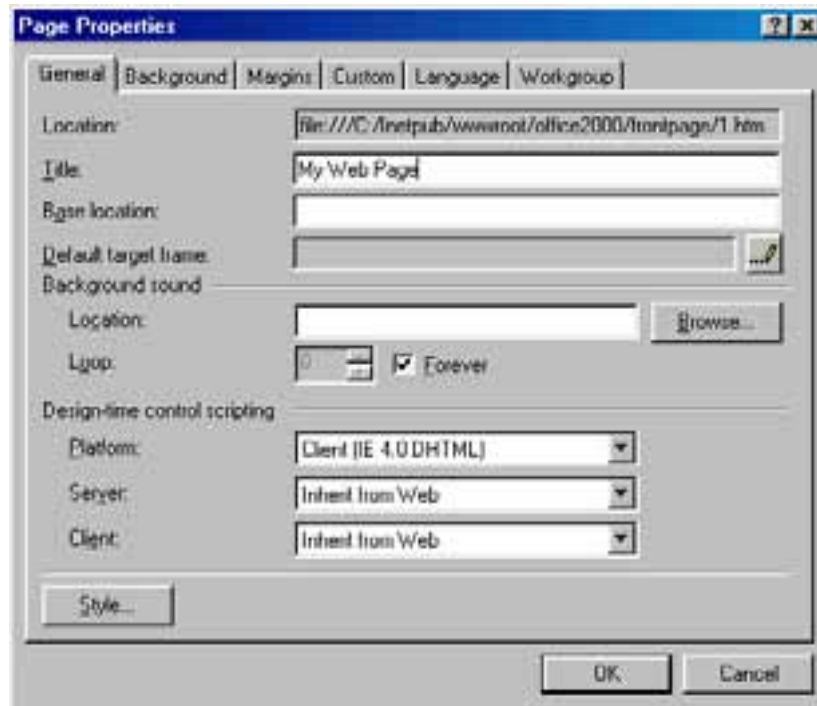 Page Properties
General Background Margins Custom Language Workgroup
Location: file:///C:/Inetpub/wwwroot/office2000/frontpage/1.htm
Title: My Web Page
Base location:
Default target frame:
Background sound
Location: Browse...
Loop: 0 Forever
Design-time control scripting
Platform: Client (IE 4.0 DHTML)
Server: Inherit from Web
Client: Inherit from Web
Style...
OK Cancel